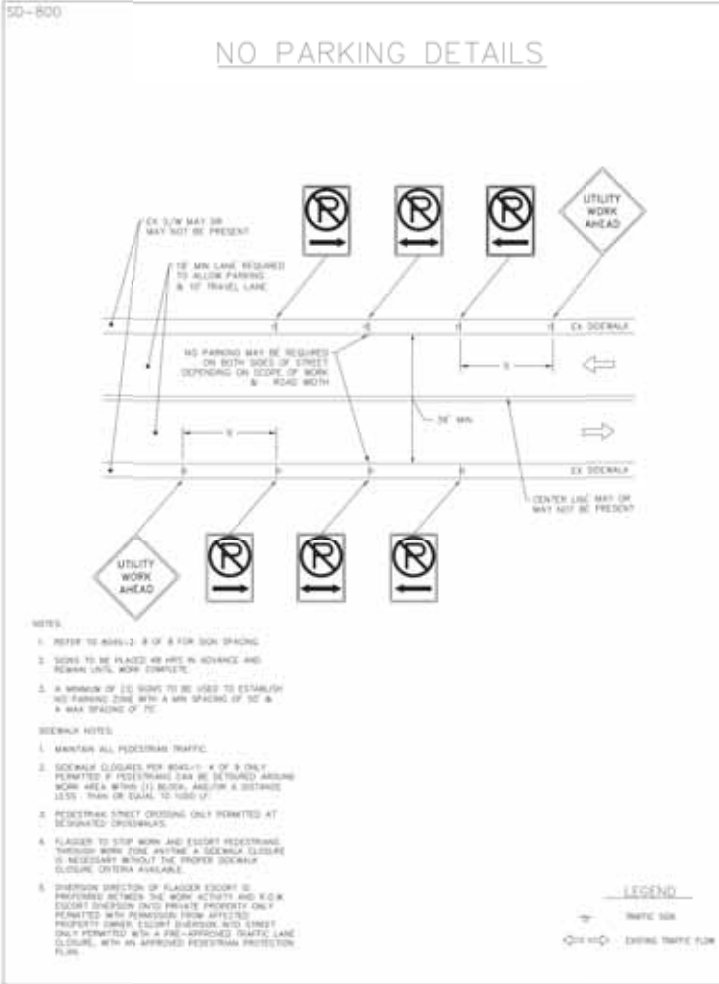 SD-800
NO PARKING DETAILS
UTILITY
WORK
AHEAD
EX S/W MAY OR
MAY NOT BE PRESENT
18' MIN LANE REQUIRED
TO ALLOW PARKING
& 10' TRAVEL LANE
EX SIDEWALK
NO PARKING MAY BE REQUIRED
ON BOTH SIDES OF STREET
DEPENDING ON SCOPE OF WORK
& ROAD WIDTH
36' MIN
EX SIDEWALK
CENTER LINE MAY OR
MAY NOT BE PRESENT
UTILITY
WORK
AHEAD
NOTES:
1. REFER TO OF 8 FOR SIGN SPACING
2. SIGNS TO BE PLACED 48 HRS IN ADVANCE AND
REMAIN UNTIL WORK COMPLETE.
3. A MINIMUM OF SIGNS TO BE USED TO ESTABLISH
NO PARKING ZONE WITH A MIN SPACING OF 50' &
A MAX SPACING OF 75'
SIDEWALK NOTES:
1. MAINTAIN ALL PEDESTRIAN TRAFFIC.
2. SIDEWALK CLOSURES PER OF 9 ONLY
PERMITTED IF PEDESTRIANS CAN BE DETOURED AROUND
WORK AREA WITHIN (1) BLOCK, AND/OR A DISTANCE
LESS THAN OR EQUAL TO 1000 LF.
3. PEDESTRIAN STREET CROSSING ONLY PERMITTED AT
DESIGNATED CROSSWALKS.
4. FLAGGER TO STOP WORK AND ESCORT PEDESTRIANS
THROUGH WORK ZONE ANYTIME A SIDEWALK CLOSURE
IS NECESSARY WITHOUT THE PROPER SIDEWALK
CLOSURE CRITERIA AVAILABLE.
5. DIVERSION DIRECTION OF FLAGGER ESCORT IS
PREFERRED BETWEEN THE WORK ACTIVITY AND R.O.W.
ESCORT DIVERSION ONTO PRIVATE PROPERTY ONLY
PERMITTED WITH PERMISSION FROM AFFECTED
PROPERTY OWNER. ESCORT DIVERSION INTO STREET
ONLY PERMITTED WITH A PRE-APPROVED TRAFFIC LANE
CLOSURE, WITH AN APPROVED PEDESTRIAN PROTECTION
PLAN.
LEGEND
TRAFFIC SIGN
EXISTING TRAFFIC FLOW